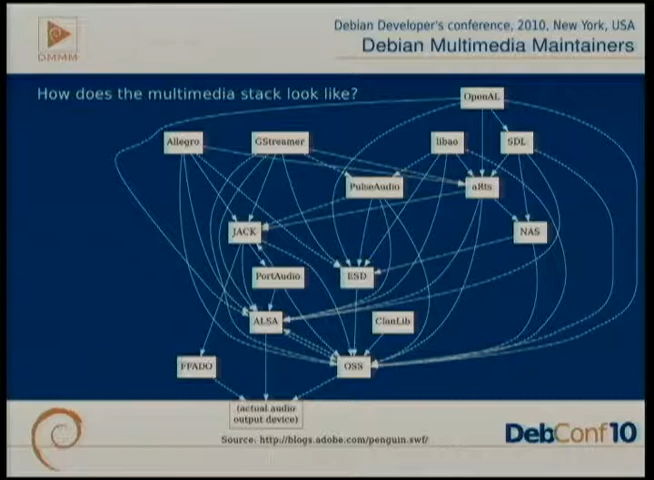 Debian Developer's conference, 2010, New York, USA
Debian Multimedia Maintainers
DMMM
How does the multimedia stack look like?
OpenAL
Allegro
GStreamer
libao
SDL
PulseAudio
aRts
JACK
NAS
PortAudio
ESD
ALSA
ClanLib
FFADO
OSS
(actual audio
output device)
Source: http://blogs.adobe.com/penguin.swf/
DebConf10